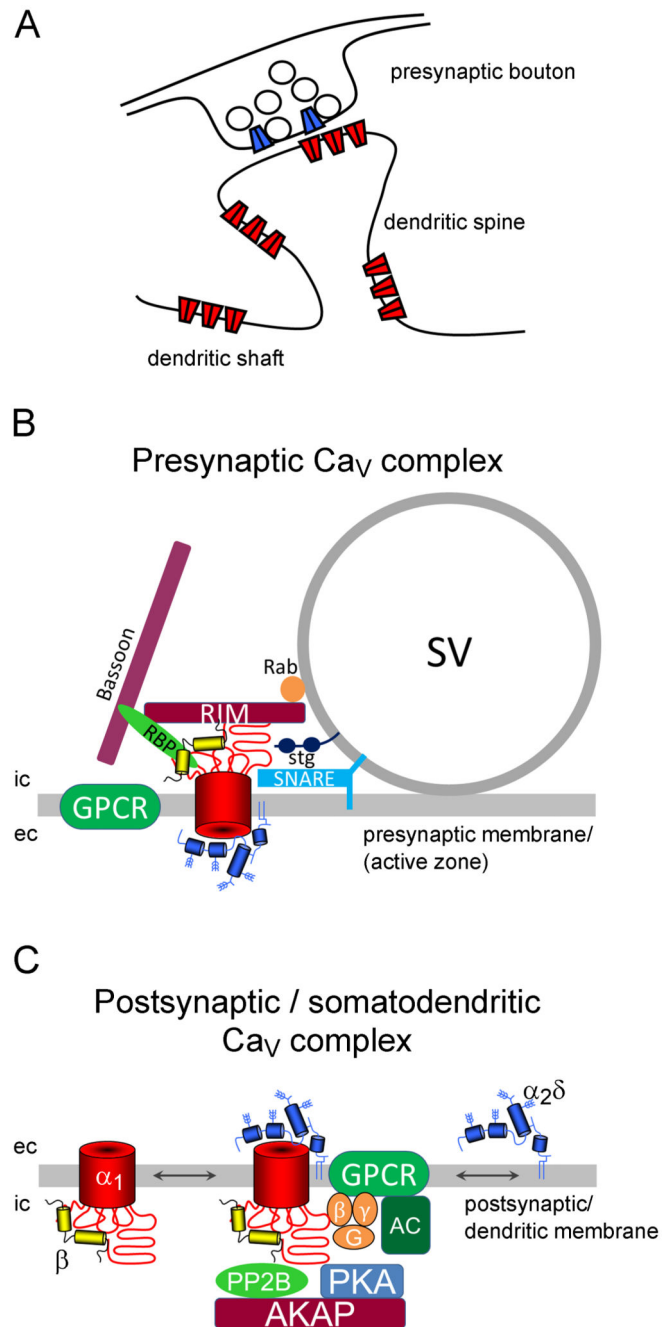 A
presynaptic bouton
dendritic spine
dendritic shaft
B
Presynaptic CaV complex
Bassoon
SV
Rab
RIM
RBP
stg
SNARE
ic
GPCR
ec
presynaptic membrane/
(active zone)
C
Postsynaptic / somatodendritic
CaV complex
α2δ
ec
α1
GPCR
ic
β γ
G
AC
postsynaptic/
dendritic membrane
β
PP2B
PKA
AKAP